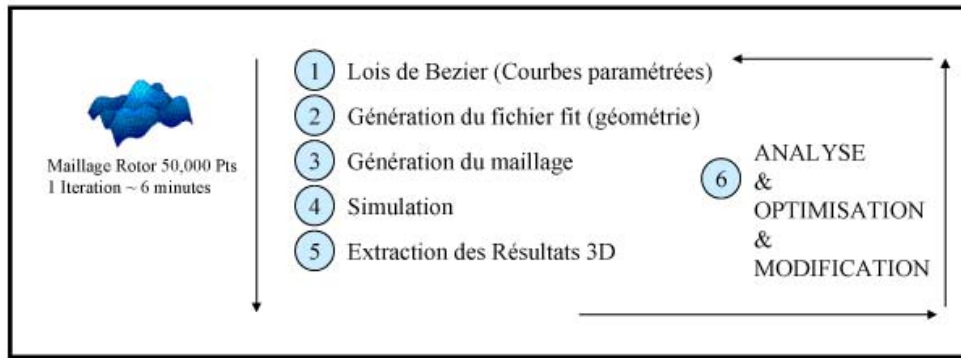 Maillage Rotor 50,000 Pts
1 Iteration ~ 6 minutes
1 Lois de Bezier (Courbes paramétrées)
2 Génération du fichier fit (géométrie)
3 Génération du maillage
4 Simulation
5 Extraction des Résultats 3D
6 ANALYSE
&
OPTIMISATION
&
MODIFICATION